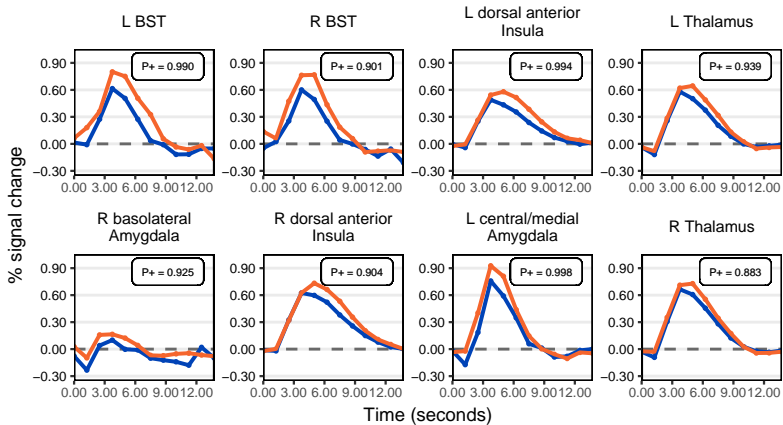 L BST
R BST
L dorsal anterior
Insula
L Thalamus
P+ = 0.990
P+ = 0.901
P+ = 0.994
P+ = 0.939
0.90
0.60
0.30
0.00
−0.30
0.00 3.00 6.00 9.00 12.00
0.90
0.60
0.30
0.00
−0.30
0.00 3.00 6.00 9.00 12.00
0.90
0.60
0.30
0.00
−0.30
0.00 3.00 6.00 9.00 12.00
0.90
0.60
0.30
0.00
−0.30
0.00 3.00 6.00 9.00 12.00
R basolateral
Amygdala
R dorsal anterior
Insula
L central/medial
Amygdala
R Thalamus
P+ = 0.925
P+ = 0.904
P+ = 0.998
P+ = 0.883
0.90
0.60
0.30
0.00
−0.30
0.00 3.00 6.00 9.00 12.00
0.90
0.60
0.30
0.00
−0.30
0.00 3.00 6.00 9.00 12.00
0.90
0.60
0.30
0.00
−0.30
0.00 3.00 6.00 9.00 12.00
0.90
0.60
0.30
0.00
−0.30
0.00 3.00 6.00 9.00 12.00
% signal change
Time (seconds)